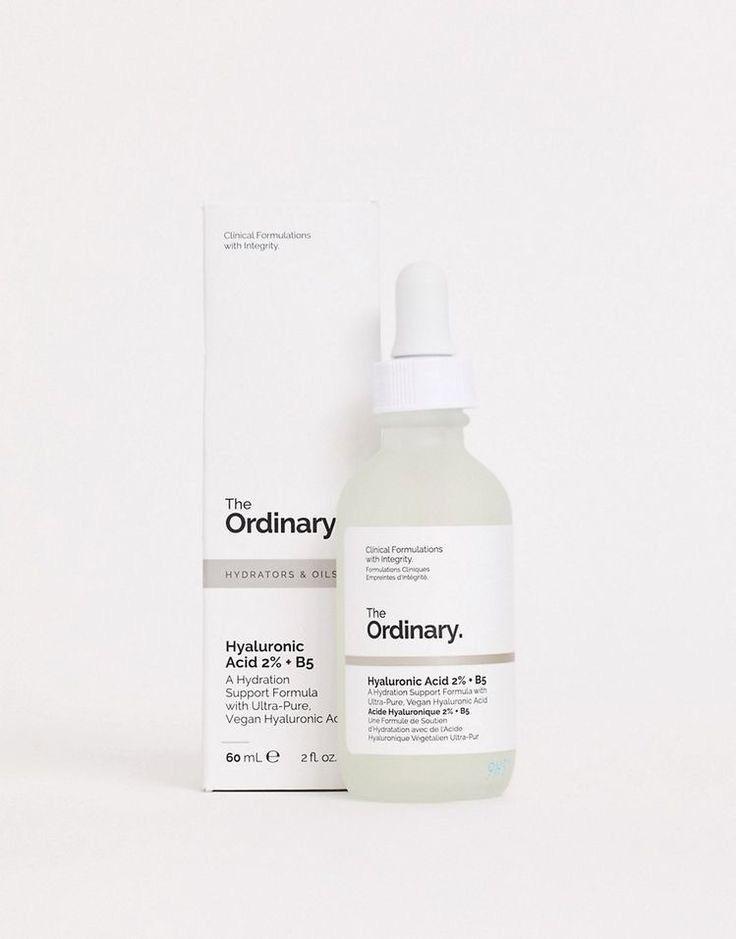 Clinical Formulations
with Integrity.
The
Ordinary
HYDRATORS & OILS
Hyaluronic
Acid 2% + B5
A Hydration
Support Formula
with Ultra-Pure,
Vegan Hyaluronic Ac
60 mL ℮ 2 fl. oz.
Clinical Formulations
with Integrity.
Formulations Cliniques
Empreintes d'Intégrité.
The
Ordinary.
Hyaluronic Acid 2% + B5
A Hydration Support Formula with
Ultra-Pure, Vegan Hyaluronic Acid
Acide Hyaluronique 2% + B5
Une Formule de Soutien
d'Hydratation avec de l'Acide
Hyaluronique Végétalien Ultra-Pur